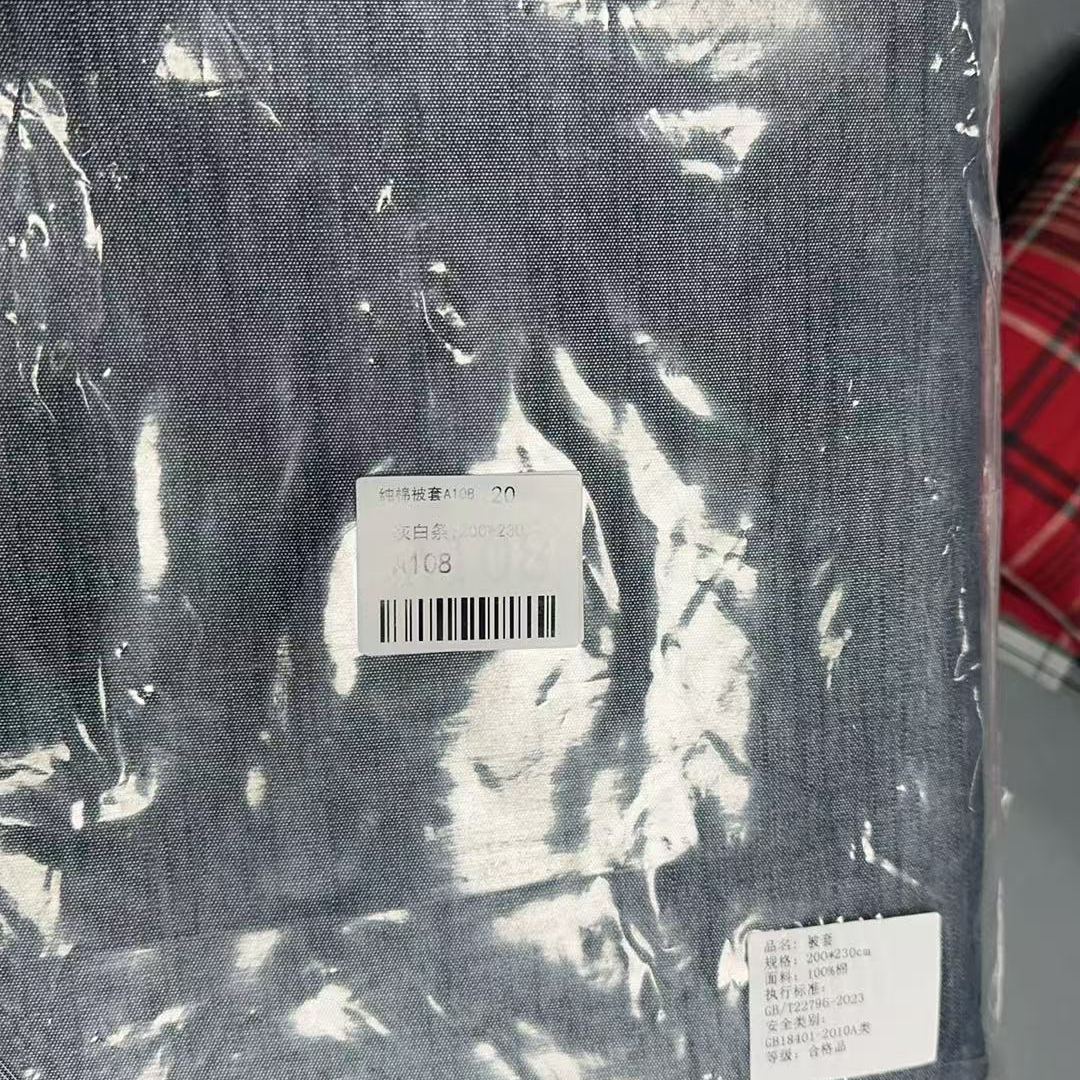 纯棉被套A108 20
灰白条 200*230
A108
品名: 被套
规格: 200*230cm
面料: 100%棉
执行标准:
GB/T22796-2023
安全类别:
GB18401-2010A类
等级: 合格品